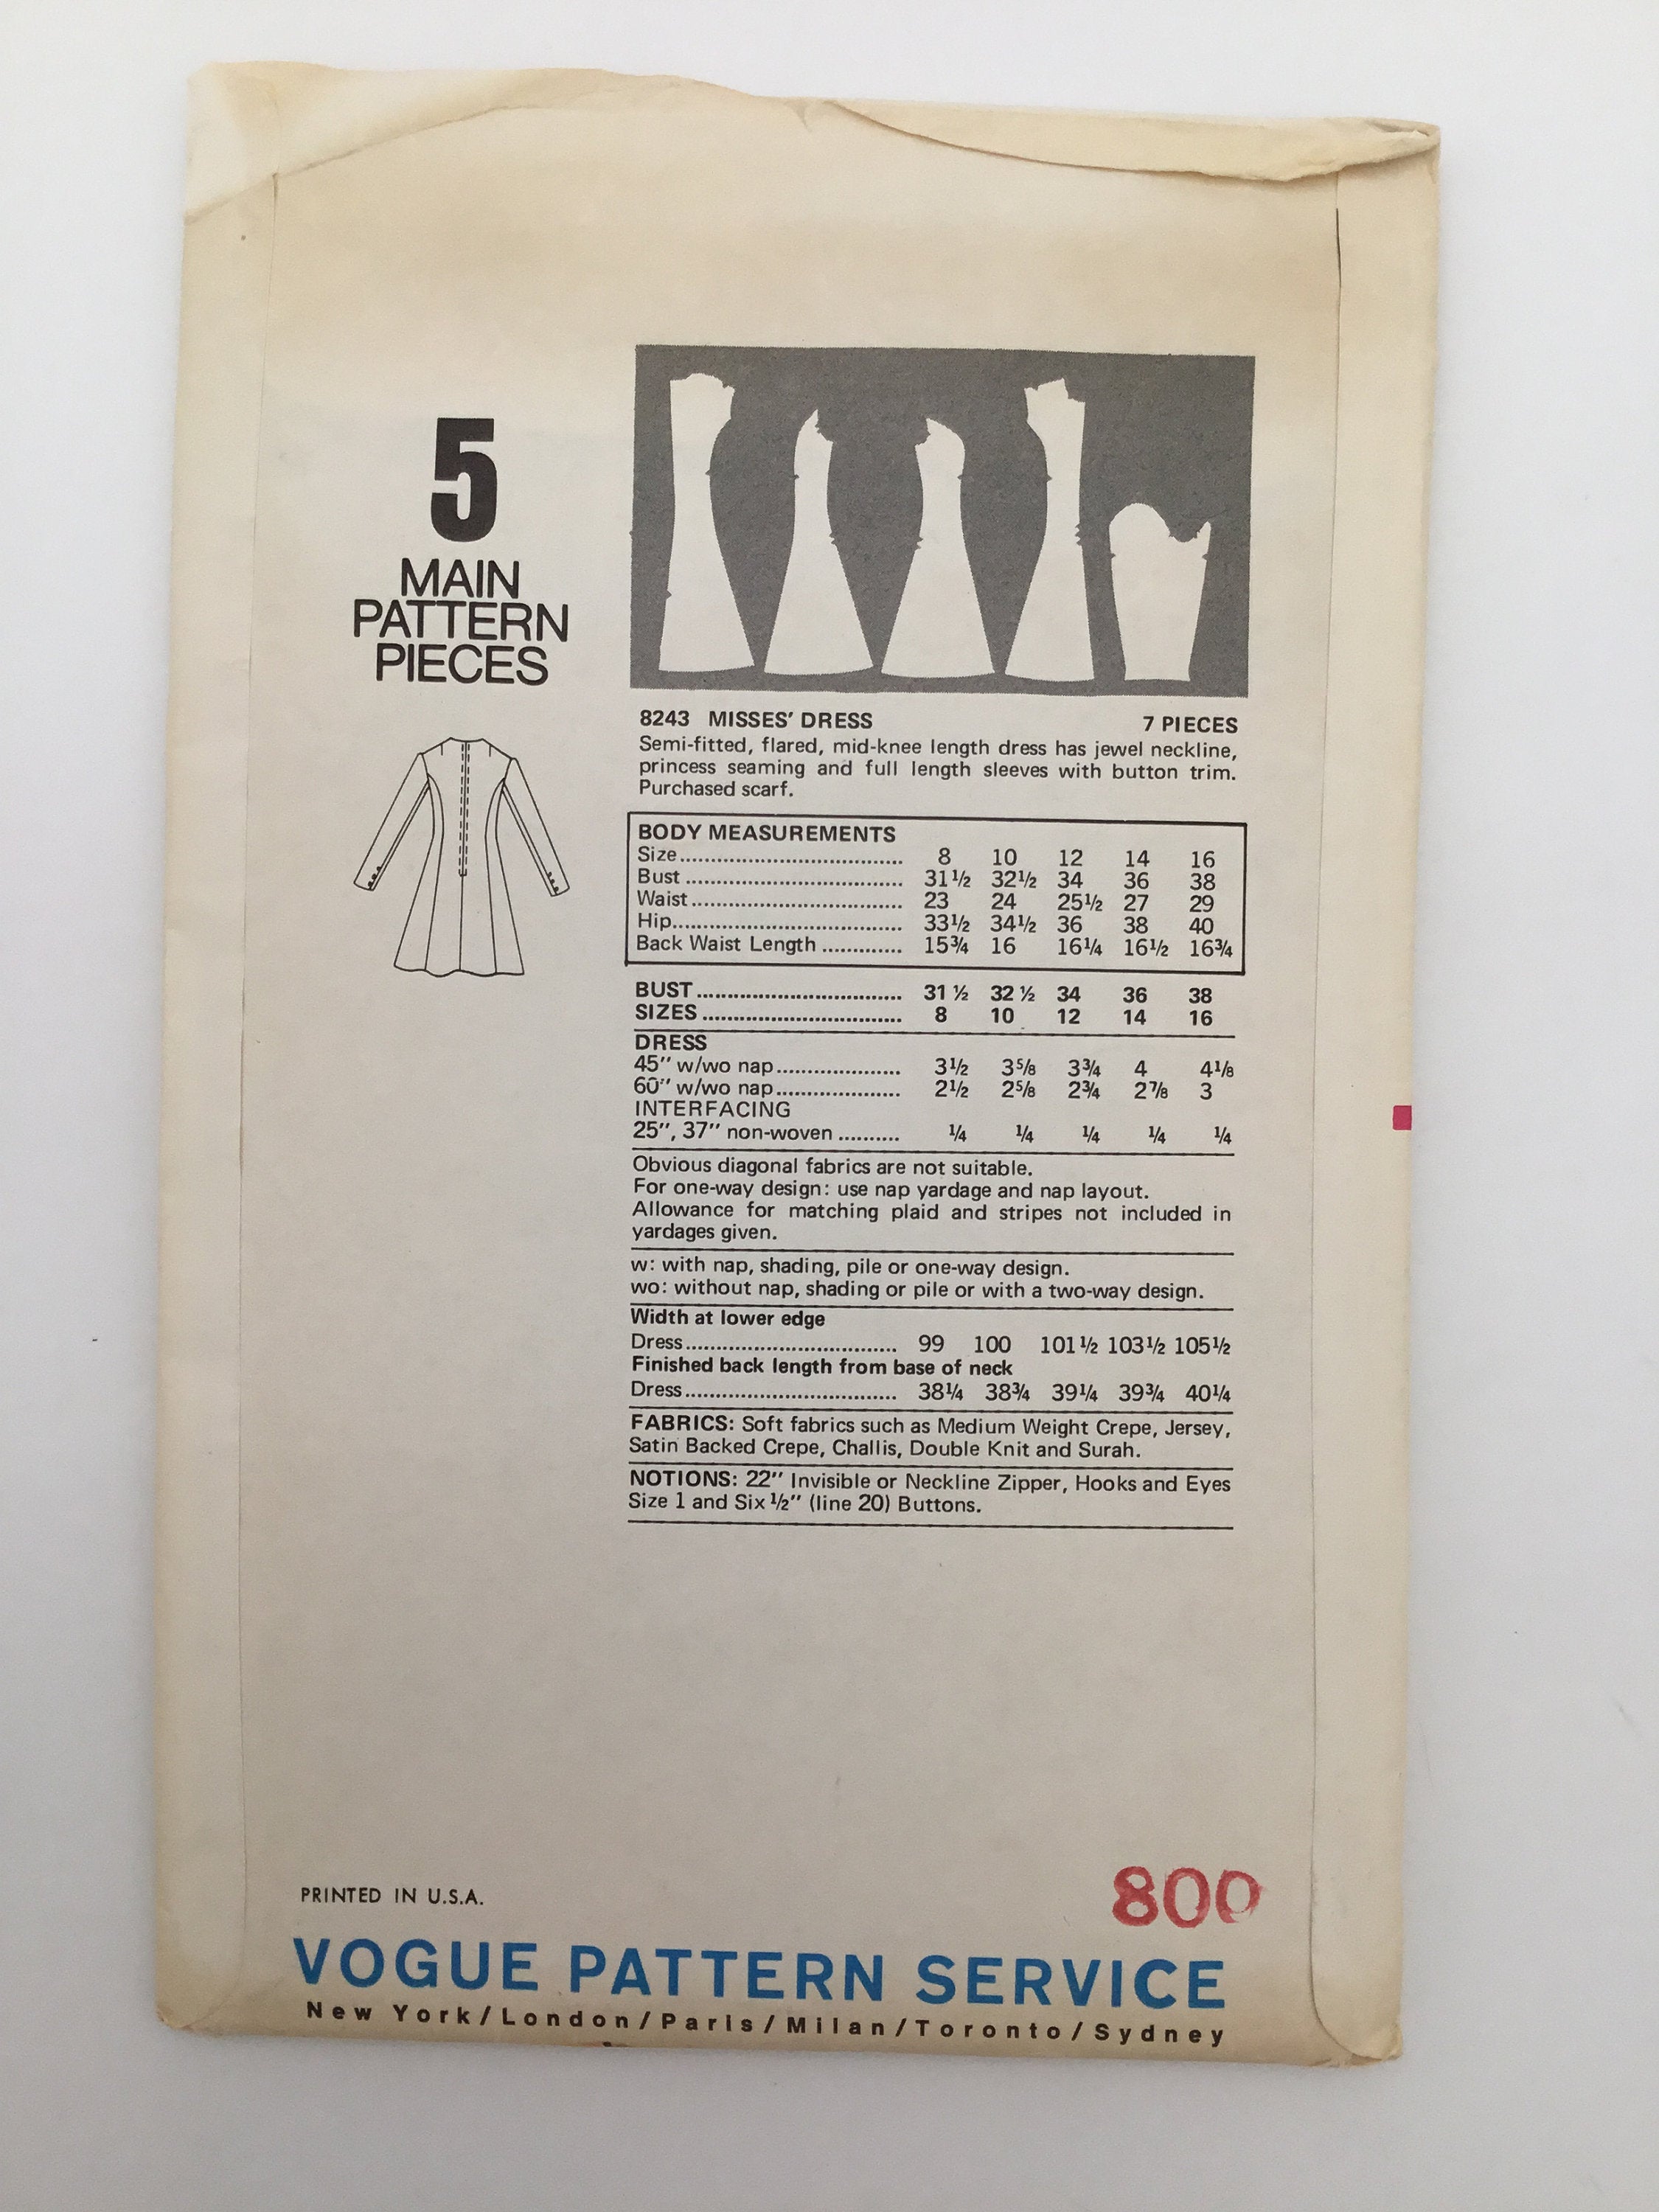 5
MAIN
PATTERN
PIECES
8243 MISSES' DRESS 7 PIECES
Semi-fitted, flared, mid-knee length dress has jewel neckline,
princess seaming and full length sleeves with button trim.
Purchased scarf.
BODY MEASUREMENTS
Size.................................... 8 10 12 14 16
Bust .................................... 31½ 32½ 34 36 38
Waist.................................... 23 24 25½ 27 29
Hip...................................... 33½ 34½ 36 38 40
Back Waist Length ............. 15¾ 16 16¼ 16½ 16¾
BUST .................................. 31 ½ 32 ½ 34 36 38
SIZES ................................. 8 10 12 14 16
DRESS
45" w/wo nap.................... 3½ 3⅝ 3¾ 4 4⅛
60" w/wo nap.................... 2½ 2⅝ 2¾ 2⅞ 3
INTERFACING
25", 37" non-woven .......... ¼ ¼ ¼ ¼ ¼
Obvious diagonal fabrics are not suitable.
For one-way design: use nap yardage and nap layout.
Allowance for matching plaid and stripes not included in
yardages given.
w: with nap, shading, pile or one-way design.
wo: without nap, shading or pile or with a two-way design.
Width at lower edge
Dress.................................. 99 100 101½ 103½ 105½
Finished back length from base of neck
Dress.................................. 38¼ 38¾ 39¼ 39¾ 40¼
FABRICS: Soft fabrics such as Medium Weight Crepe, Jersey,
Satin Backed Crepe, Challis, Double Knit and Surah.
NOTIONS: 22" Invisible or Neckline Zipper, Hooks and Eyes
Size 1 and Six ½" (line 20) Buttons.
800
PRINTED IN U.S.A.
VOGUE PATTERN SERVICE
New York/London/Paris/Milan/Toronto/Sydney